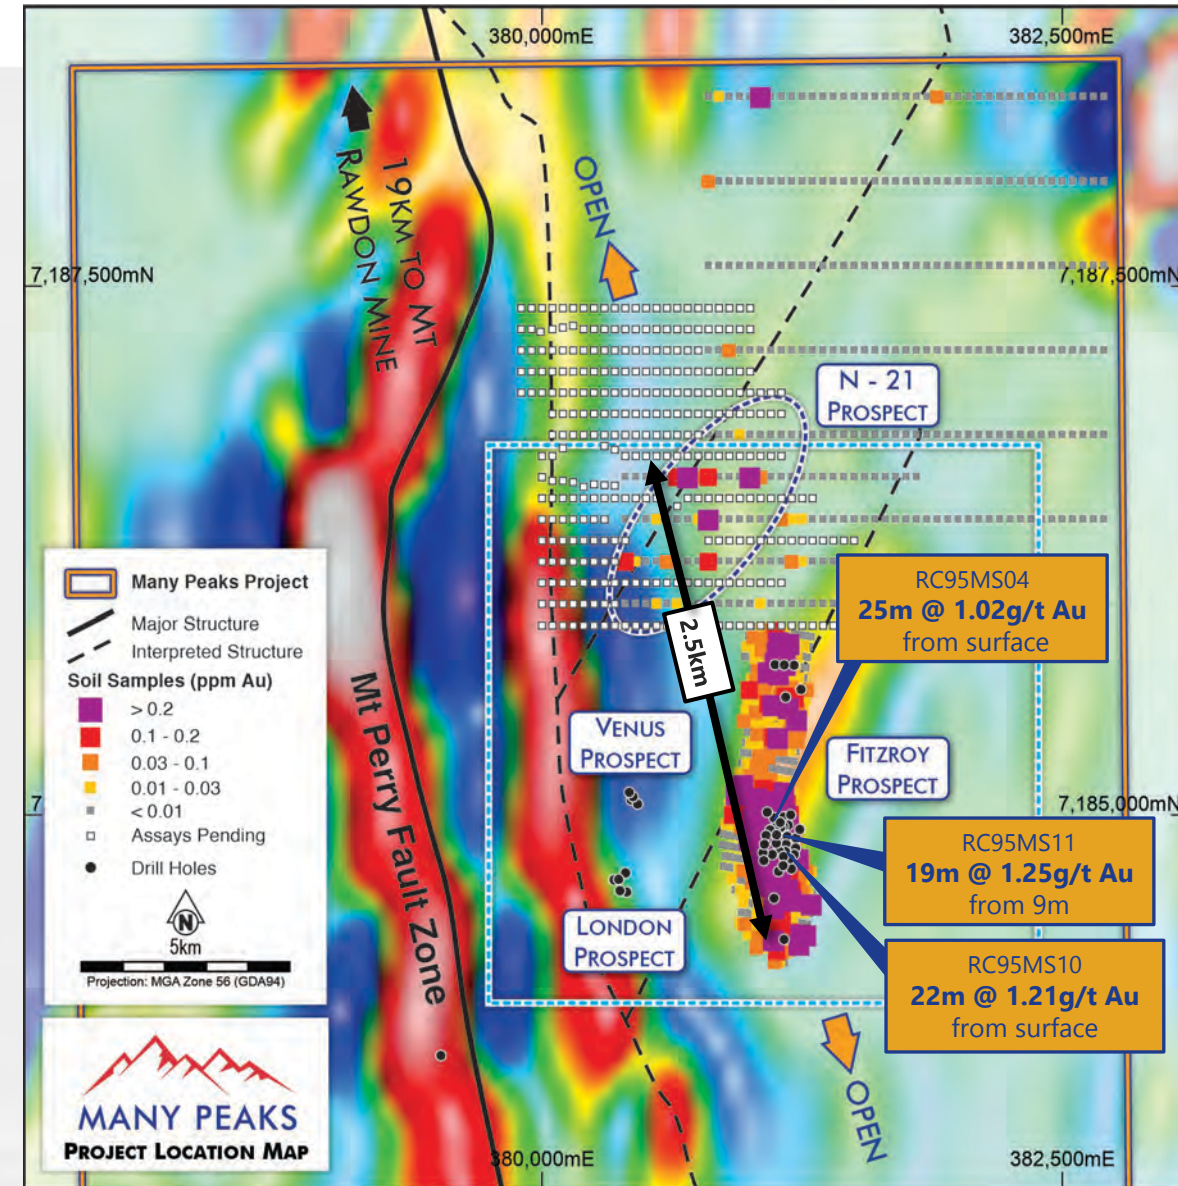 380,000mE
382,500mE
19KM TO MT
RAWDON MINE
OPEN
7,187,500mN
7,187,500mN
N - 21
PROSPECT
RC95MS04
25m @ 1.02g/t Au
from surface
2.5km
Many Peaks Project
Major Structure
Interpreted Structure
Soil Samples (ppm Au)
> 0.2
0.1 - 0.2
0.03 - 0.1
0.01 - 0.03
< 0.01
Assays Pending
Drill Holes
N
5km
Projection: MGA Zone 56 (GDA94)
Mt Perry Fault Zone
VENUS
PROSPECT
FITZROY
PROSPECT
7
7,185,000mN
RC95MS11
19m @ 1.25g/t Au
from 9m
LONDON
PROSPECT
RC95MS10
22m @ 1.21g/t Au
from surface
OPEN
MANY PEAKS
PROJECT LOCATION MAP
380,000mE
382,500mE